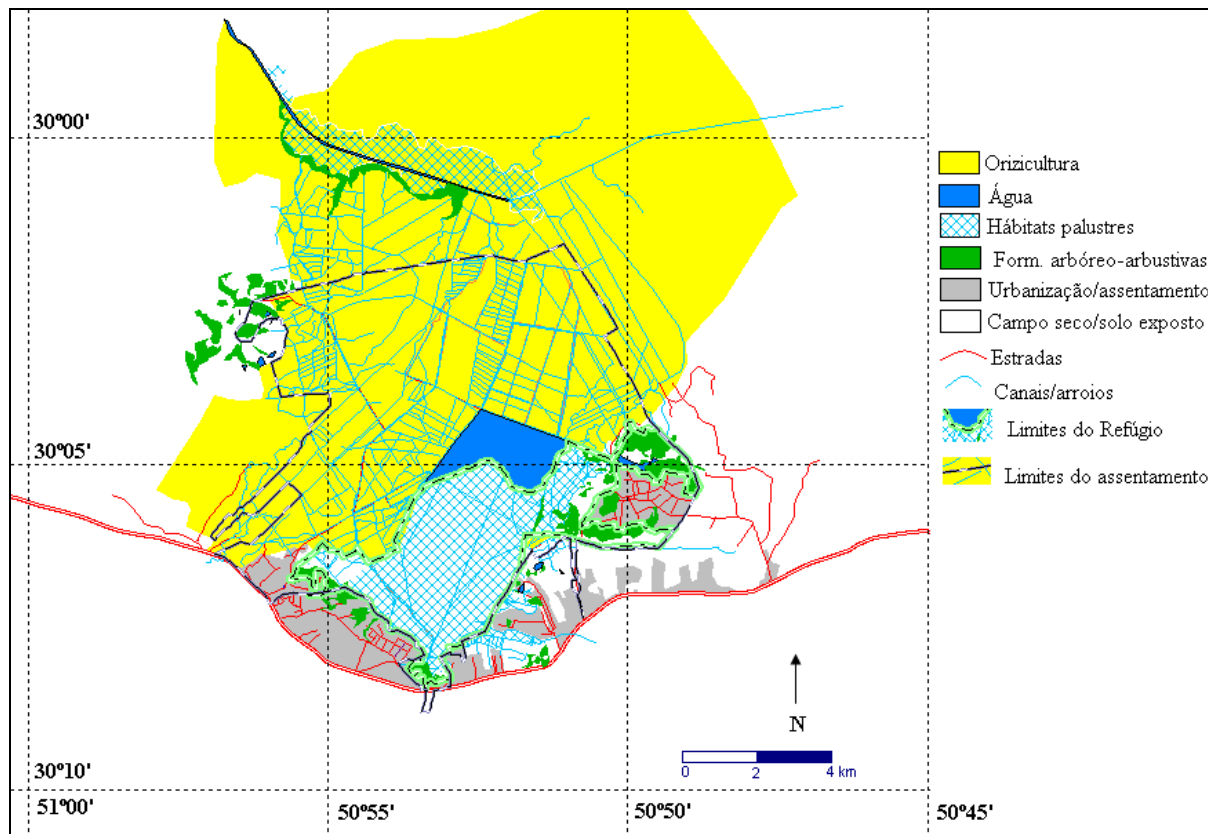 30º00'
30º05'
30º10'
51º00'
50º55'
50º50'
50º45'
Orizicultura
Água
Hábitats palustres
Form. arbóreo-arbustivas
Urbanização/assentamento
Campo seco/solo exposto
Estradas
Canais/arroios
Limites do Refúgio
Limites do assentamento
N
0 2 4 km